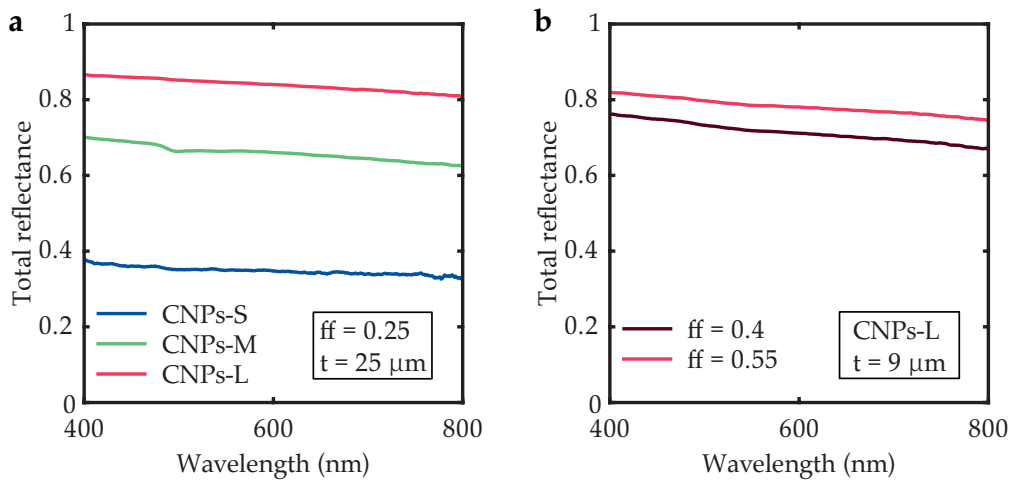 a
Total reflectance
1
0.8
0.6
0.4
0.2
0
400
600
800
Wavelength (nm)
CNPs-S
CNPs-M
CNPs-L
ff = 0.25
t = 25 μm
b
Total reflectance
1
0.8
0.6
0.4
0.2
0
400
600
800
Wavelength (nm)
ff = 0.4
ff = 0.55
CNPs-L
t = 9 μm